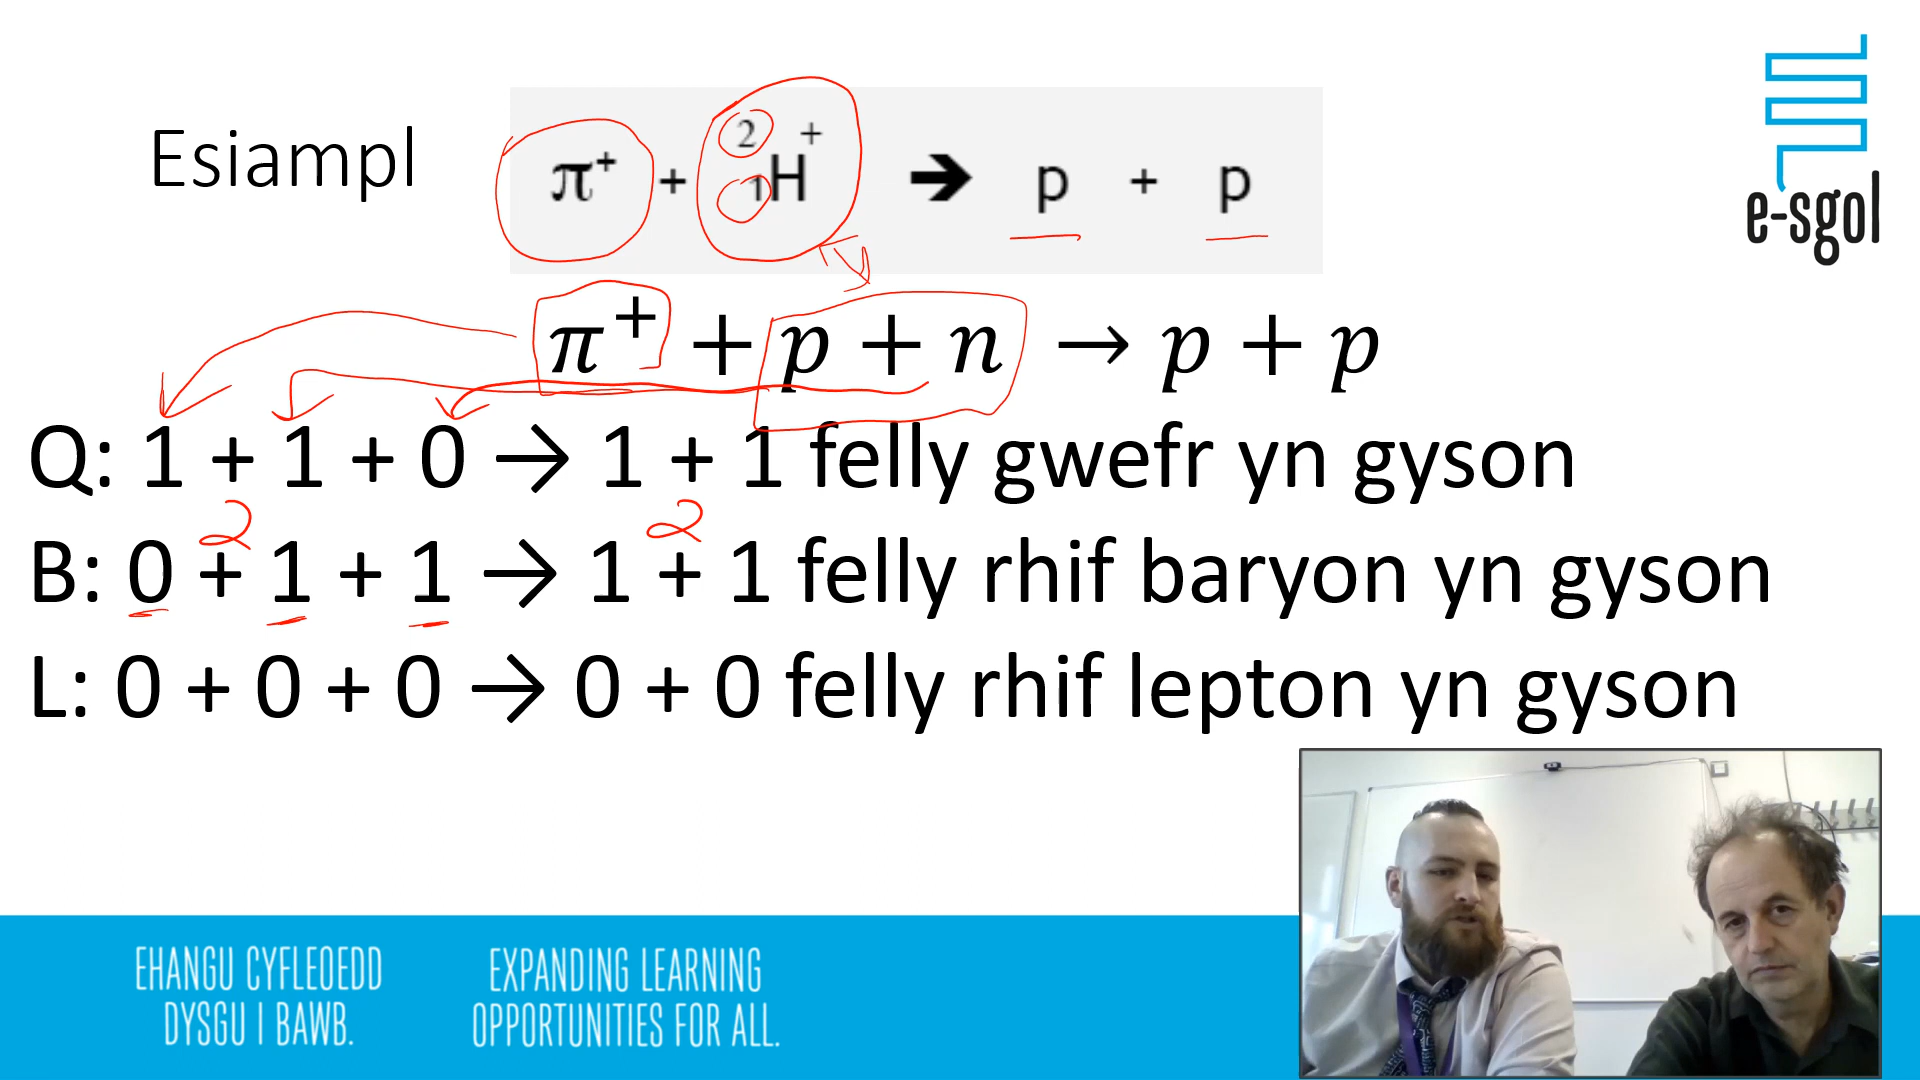 Esiampl
π⁺ + ²₁H⁺ → p + p
e-sgol
π⁺ + p + n → p + p
Q: 1 + 1 + 0 → 1 + 1 felly gwefr yn gyson
2 2
B: 0 + 1 + 1 → 1 + 1 felly rhif baryon yn gyson
L: 0 + 0 + 0 → 0 + 0 felly rhif lepton yn gyson
EHANGU CYFLEOEDD
DYSGU I BAWB.
EXPANDING LEARNING
OPPORTUNITIES FOR ALL.